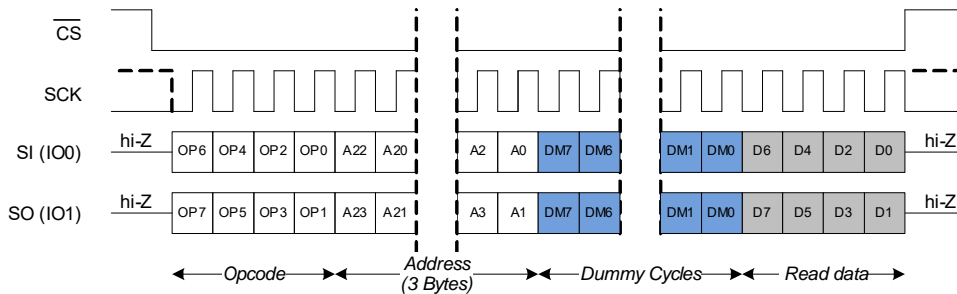 CS
SCK
SI (IO0) hi-Z OP6 OP4 OP2 OP0 A22 A20 A2 A0 DM7 DM6 DM1 DM0 D6 D4 D2 D0 hi-Z
SO (IO1) hi-Z OP7 OP5 OP3 OP1 A23 A21 A3 A1 DM7 DM6 DM1 DM0 D7 D5 D3 D1 hi-Z
Opcode Address Dummy Cycles Read data
(3 Bytes)